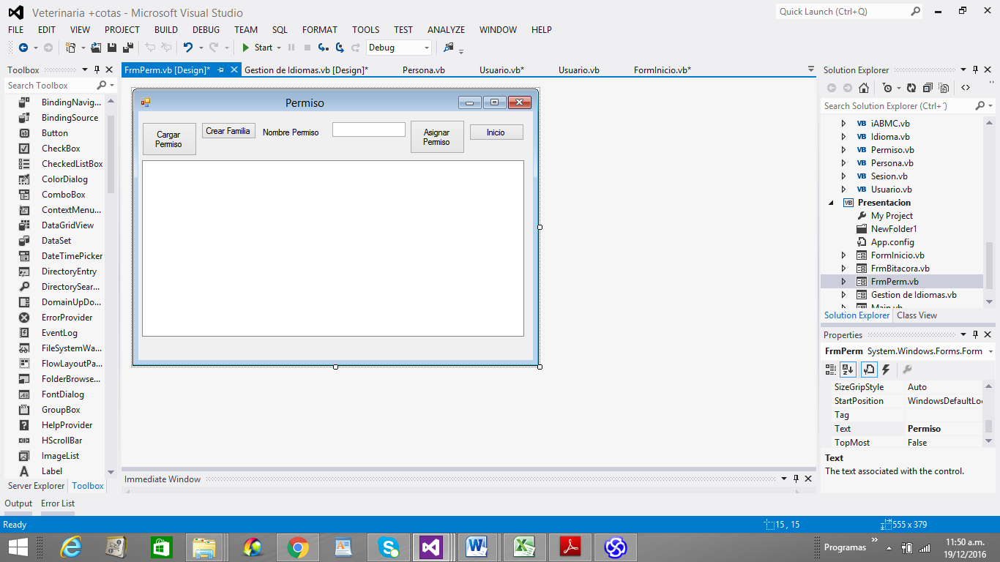 Veterinaria +cotas - Microsoft Visual Studio
Quick Launch (Ctrl+Q)
FILE EDIT VIEW PROJECT BUILD DEBUG TEAM SQL FORMAT TOOLS TEST ANALYZE WINDOW HELP
Start Debug
Toolbox
Search Toolbox
BindingNavig...
BindingSource
Button
CheckBox
CheckedListBox
ColorDialog
ComboBox
ContextMenu...
DataGridView
DataSet
DateTimePicker
DirectoryEntry
DirectorySear...
DomainUpDo...
ErrorProvider
EventLog
FileSystemWa...
FlowLayoutPa...
FolderBrowse...
FontDialog
GroupBox
HelpProvider
HScrollBar
ImageList
Label
Server Explorer Toolbox
Output Error List
FrmPerm.vb [Design]* Gestion de Idiomas.vb [Design]* Persona.vb Usuario.vb* Usuario.vb FormInicio.vb*
Permiso
Cargar
Permiso
Crear Familia
Nombre Permiso
Asignar
Permiso
Inicio
Immediate Window
Solution Explorer
Search Solution Explorer (Ctrl+´)
VB iABMC.vb
VB Idioma.vb
VB Permiso.vb
VB Persona.vb
VB Sesion.vb
VB Usuario.vb
VB Presentacion
My Project
NewFolder1
App.config
FormInicio.vb
FrmBitacora.vb
FrmPerm.vb
Gestion de Idiomas.vb
Main.vb
Solution Explorer Class View
Properties
FrmPerm System.Windows.Forms.Form
SizeGripStyle Auto
StartPosition WindowsDefaultLo
Tag
Text Permiso
TopMost False
Text
The text associated with the control.
Ready 15 , 15 555 x 379
Programas
11:50 a.m.
19/12/2016